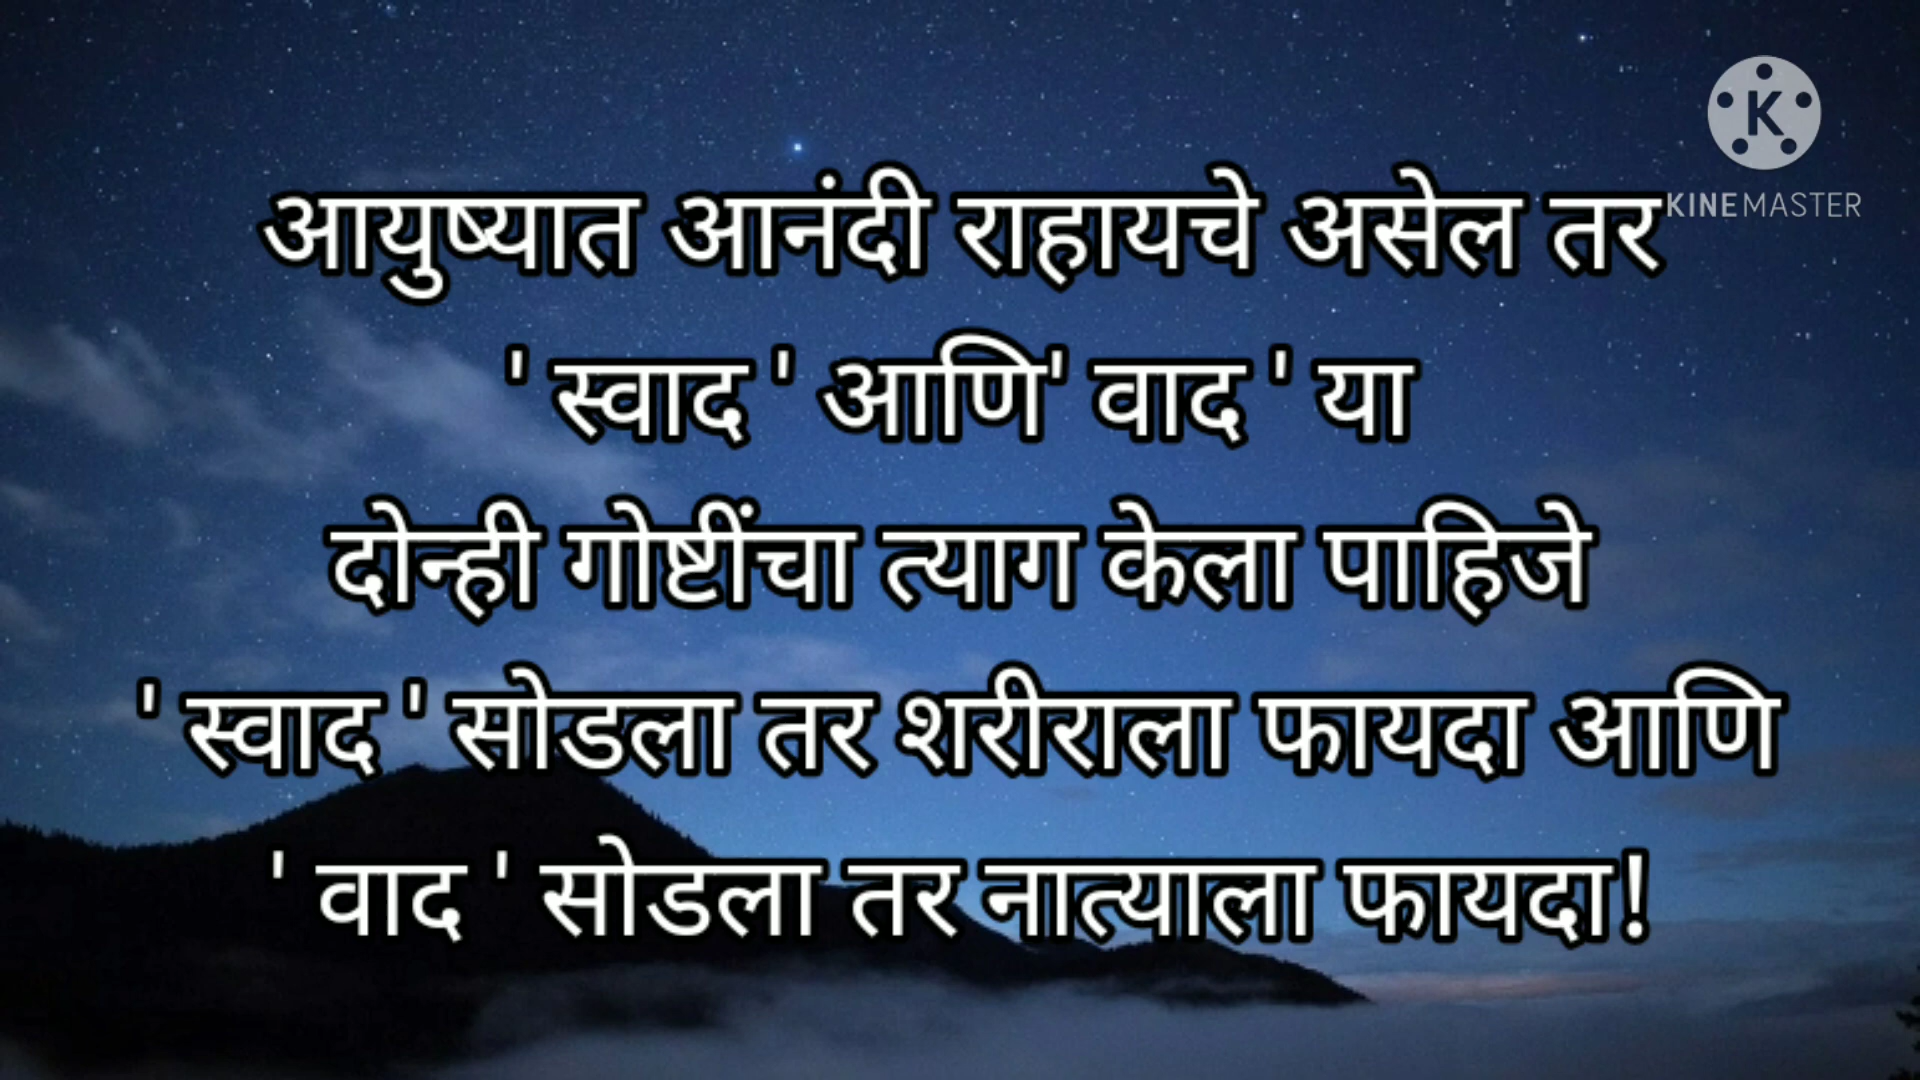 KINEMASTER
आयुष्यात आनंदी राहायचे असेल तर
' स्वाद ' आणि' वाद ' या
दोन्ही गोष्टींचा त्याग केला पाहिजे
' स्वाद ' सोडला तर शरीराला फायदा आणि
' वाद ' सोडला तर नात्याला फायदा!